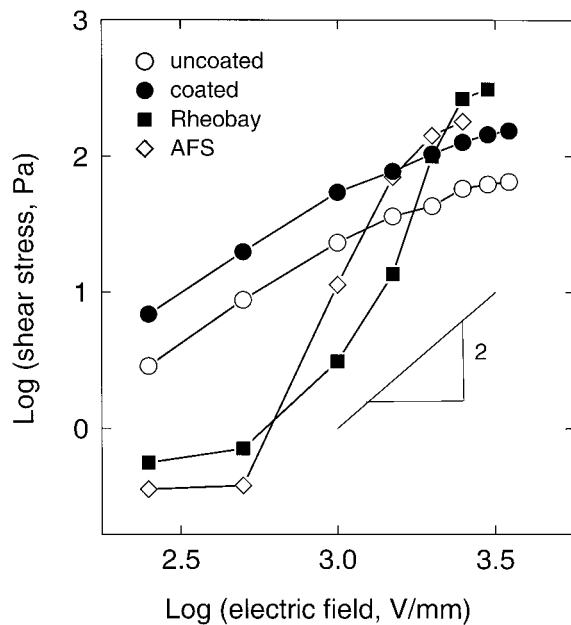 3
uncoated
coated
Rheobay
AFS
2
1
0
2
2.5
3.0
3.5
Log (shear stress, Pa)
Log (electric field, V/mm)